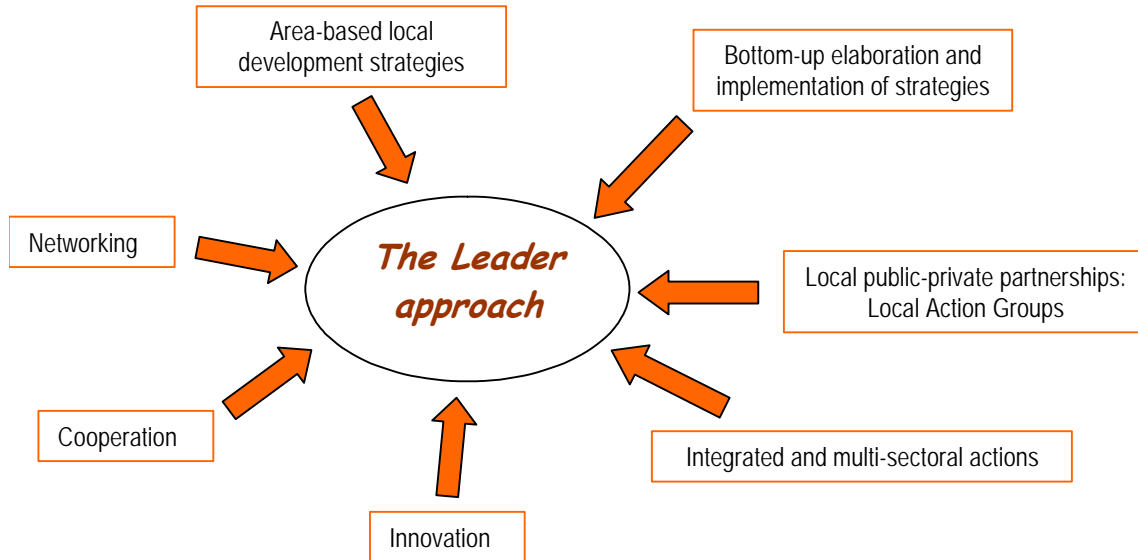 Area-based local
development strategies
Bottom-up elaboration and
implementation of strategies
Networking
The Leader
approach
Local public-private partnerships:
Local Action Groups
Cooperation
Integrated and multi-sectoral actions
Innovation